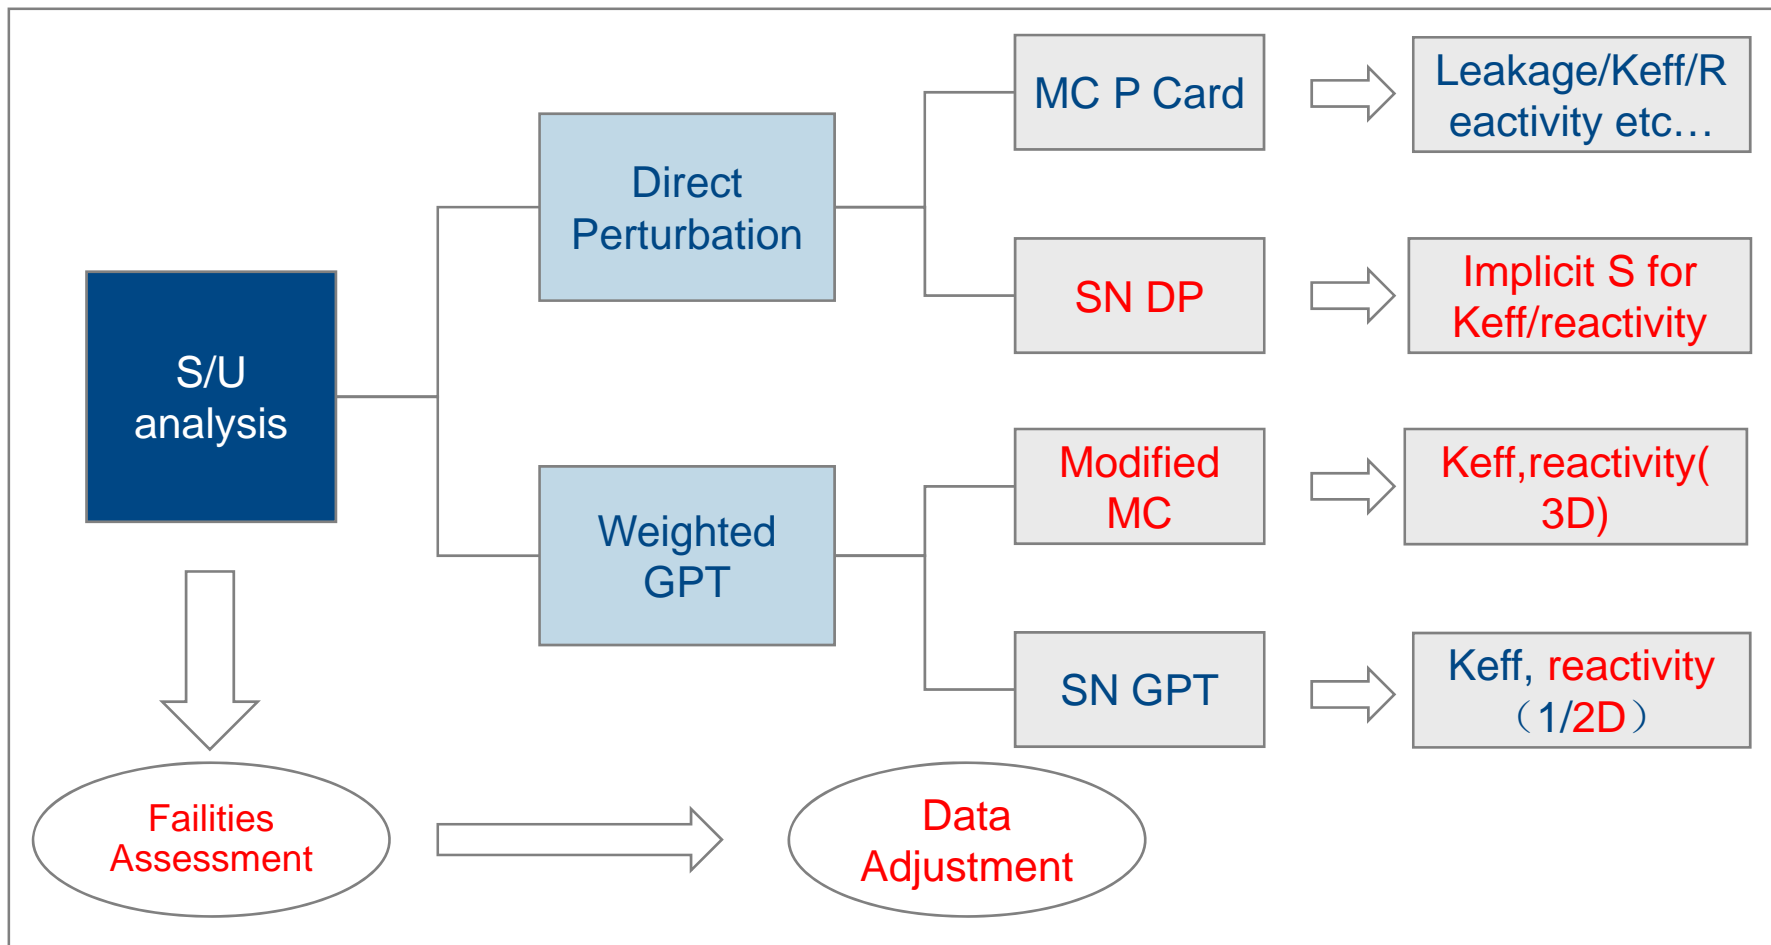 S/U
analysis
Direct
Perturbation
Weighted
GPT
MC P Card
Leakage/Keff/R
eactivity etc…
SN DP
Implicit S for
Keff/reactivity
Modified
MC
Keff,reactivity(
3D)
SN GPT
Keff, reactivity
（1/2D）
Failities
Assessment
Data
Adjustment